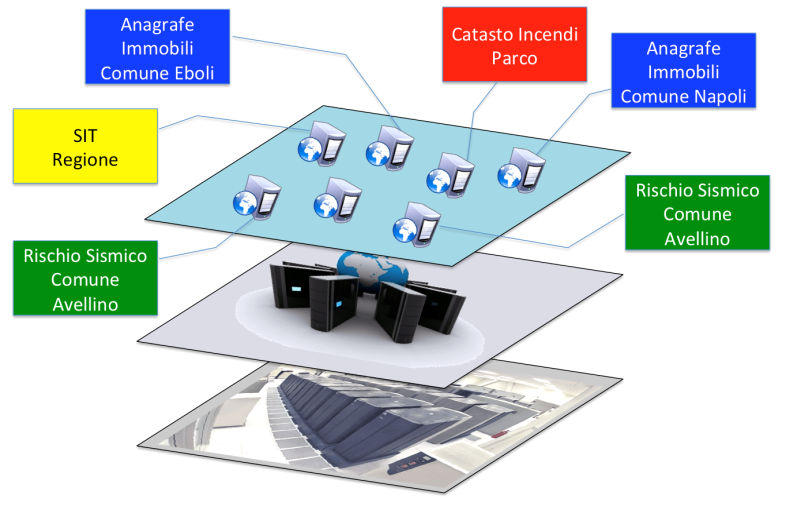 Anagrafe
Immobili
Comune Eboli
Catasto Incendi
Parco
Anagrafe
Immobili
Comune Napoli
SIT
Regione
Rischio Sismico
Comune
Avellino
Rischio Sismico
Comune
Avellino